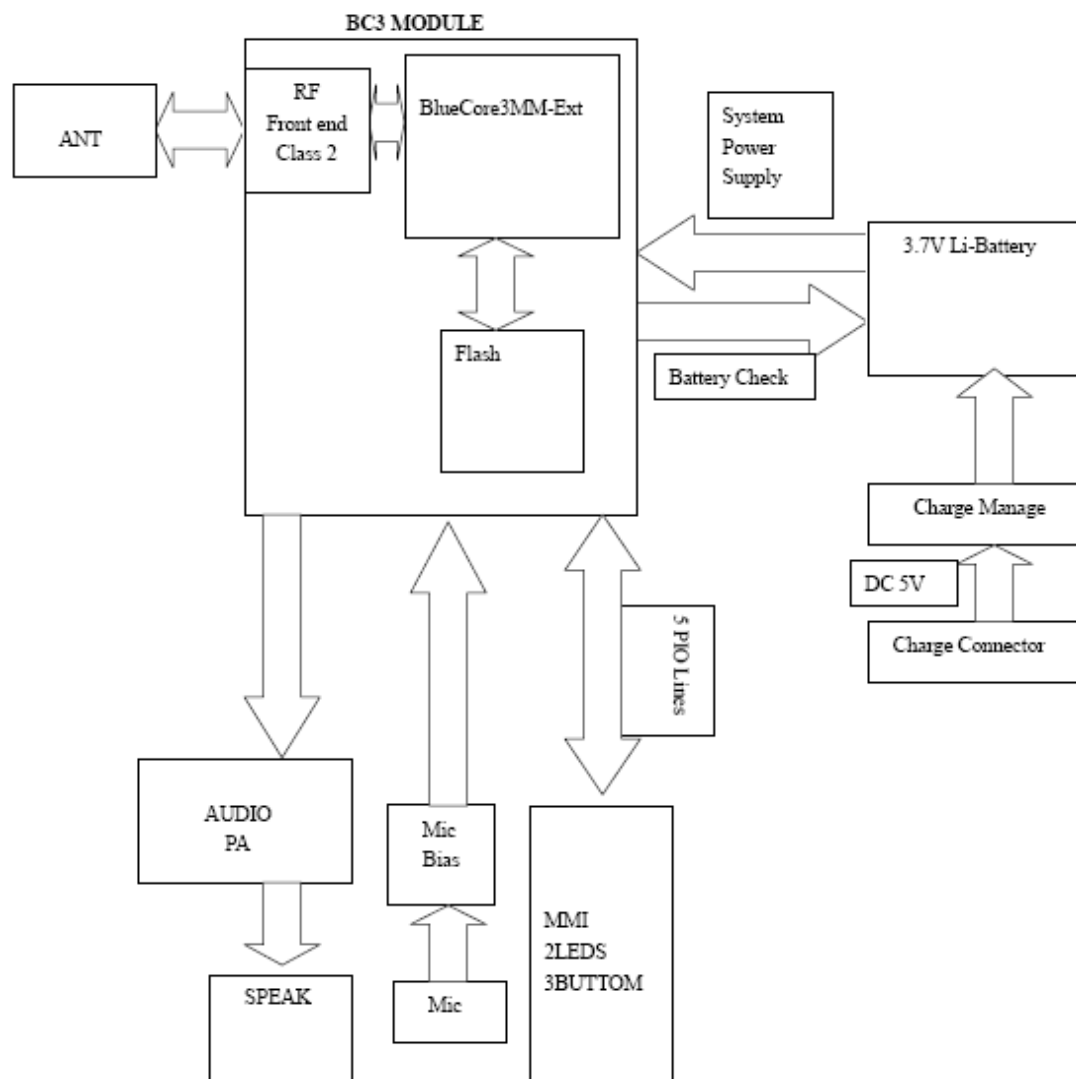 BC3 MODULE
ANT
RF
Front end
Class 2
BlueCore3MM-Ext
System
Power
Supply
3.7V Li-Battery
Flash
Battery Check
Charge Manage
DC 5V
Charge Connector
5 PIO Lines
AUDIO
PA
Mic
Bias
MMI
2LEDS
3BUTTOM
SPEAK
Mic